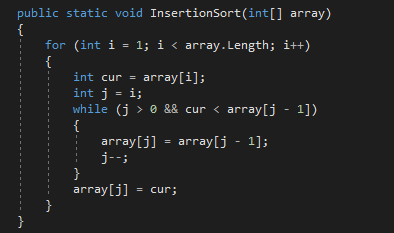 public static void InsertionSort(int[] array)
{
    for (int i = 1; i < array.Length; i++)
    {
        int cur = array[i];
        int j = i;
        while (j > 0 && cur < array[j - 1])
        {
            array[j] = array[j - 1];
            j--;
        }
        array[j] = cur;
    }
}